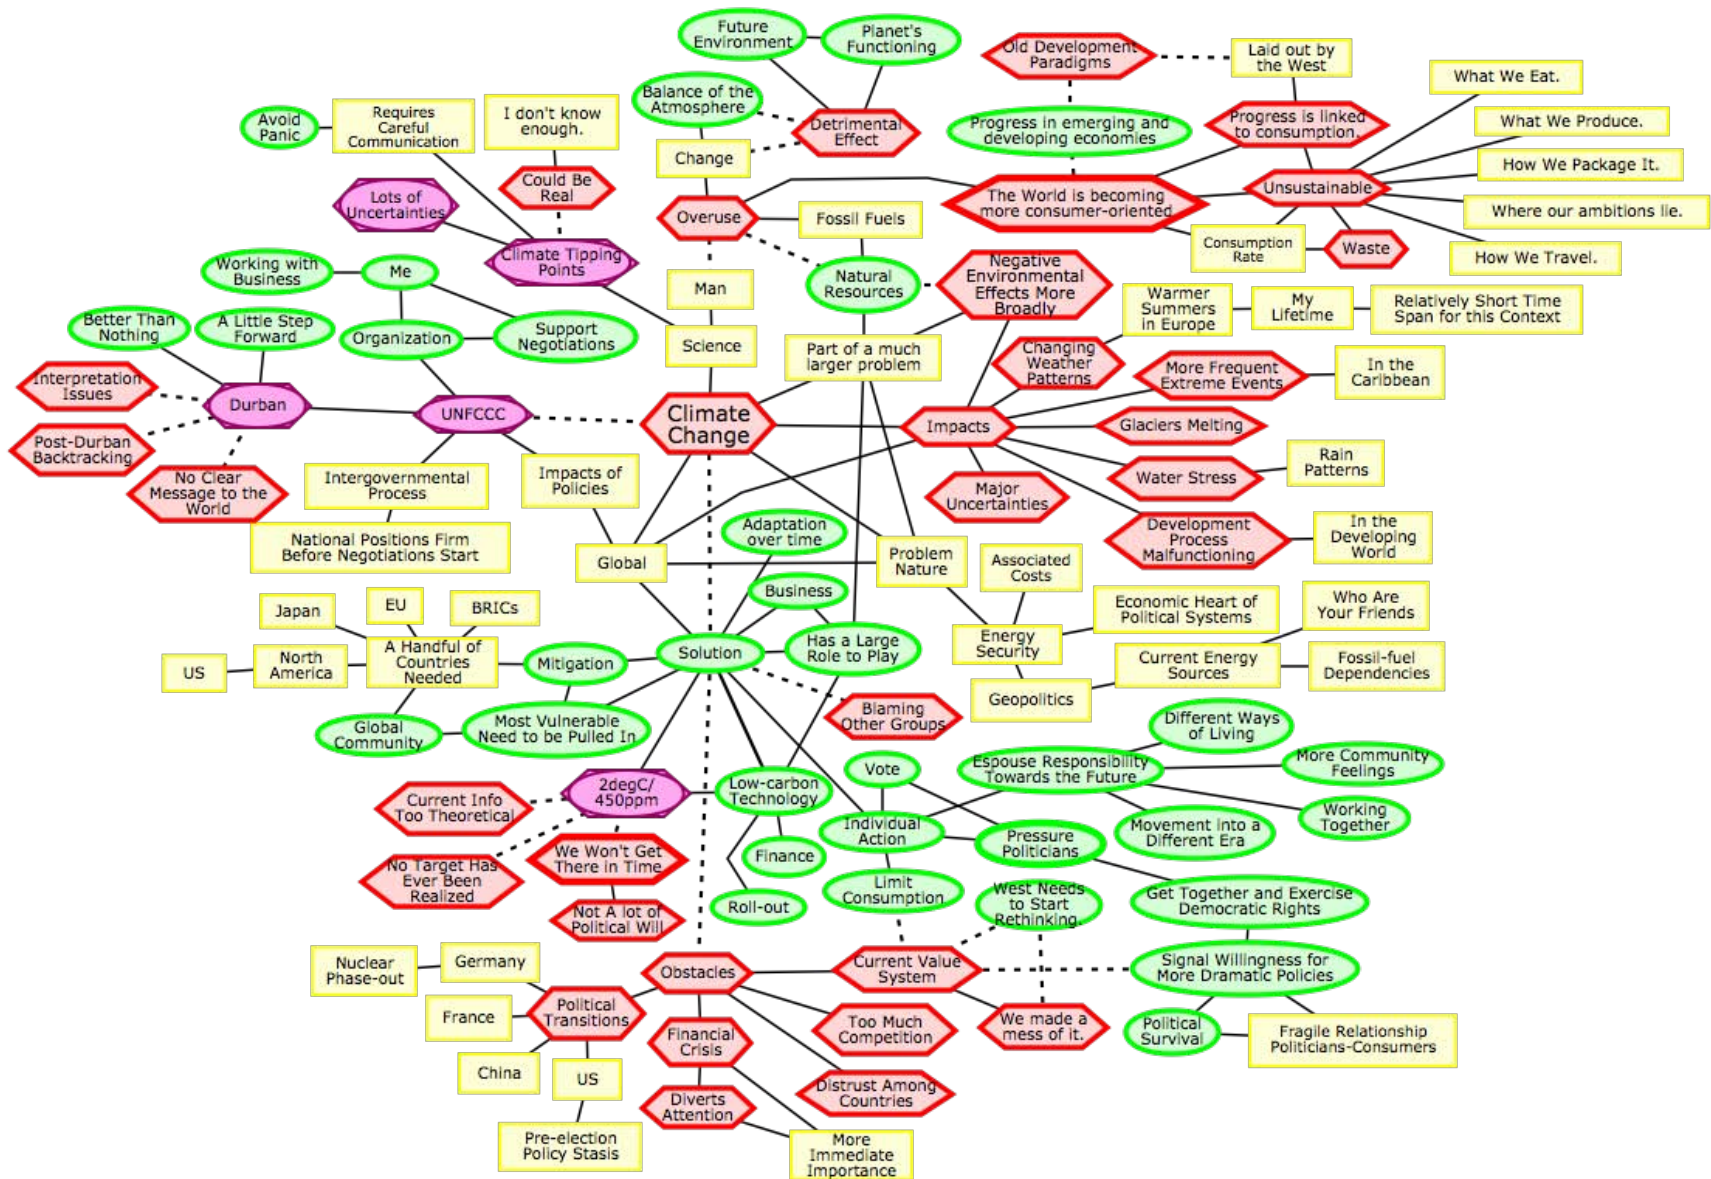 Future
Environment
Planet's
Functioning
Old Development
Paradigms
Laid out by
the West
What We Eat.
Balance of the
Atmosphere
Requires
Careful
Communication
I don't know
enough.
Avoid
Panic
Detrimental
Effect
Progress in emerging and
developing economies
Progress is linked
to consumption.
What We Produce.
Change
How We Package It.
Could Be
Real
Lots of
Uncertainties
Overuse
Fossil Fuels
The World is becoming
more consumer-oriented
Unsustainable
Where our ambitions lie.
Climate Tipping
Points
Consumption
Rate
Waste
How We Travel.
Working with
Business
Me
Man
Natural
Resources
Negative
Environmental
Effects More
Broadly
Warmer
Summers
in Europe
My
Lifetime
Relatively Short Time
Span for this Context
Better Than
Nothing
A Little Step
Forward
Organization
Support
Negotiations
Science
Part of a much
larger problem
Changing
Weather
Patterns
More Frequent
Extreme Events
In the
Caribbean
Interpretation
Issues
Durban
UNFCCC
Climate
Change
Impacts
Glaciers Melting
Post-Durban
Backtracking
No Clear
Message to the
World
Intergovernmental
Process
Impacts of
Policies
Major
Uncertainties
Water Stress
Rain
Patterns
National Positions Firm
Before Negotiations Start
Adaptation
over time
Development
Process
Malfunctioning
In the
Developing
World
Global
Problem
Nature
Associated
Costs
Business
Japan
EU
BRICs
Economic Heart of
Political Systems
Who Are
Your Friends
US
North
America
A Handful of
Countries
Needed
Mitigation
Solution
Has a Large
Role to Play
Energy
Security
Current Energy
Sources
Fossil-fuel
Dependencies
Geopolitics
Global
Community
Most Vulnerable
Need to be Pulled In
Blaming
Other Groups
Different Ways
of Living
Current Info
Too Theoretical
2degC/
450ppm
Low-carbon
Technology
Vote
Espouse Responsibility
Towards the Future
More Community
Feelings
Individual
Action
Pressure
Politicians
Movement into a
Different Era
Working
Together
No Target Has
Ever Been
Realized
We Won't Get
There in Time
Finance
Limit
Consumption
West Needs
to Start
Rethinking.
Get Together and Exercise
Democratic Rights
Not A lot of
Political Will
Roll-out
Nuclear
Phase-out
Germany
Obstacles
Current Value
System
Signal Willingness for
More Dramatic Policies
France
Political
Transitions
Financial
Crisis
Too Much
Competition
We made a
mess of it.
Political
Survival
Fragile Relationship
Politicians-Consumers
China
US
Diverts
Attention
Distrust Among
Countries
Pre-election
Policy Stasis
More
Immediate
Importance